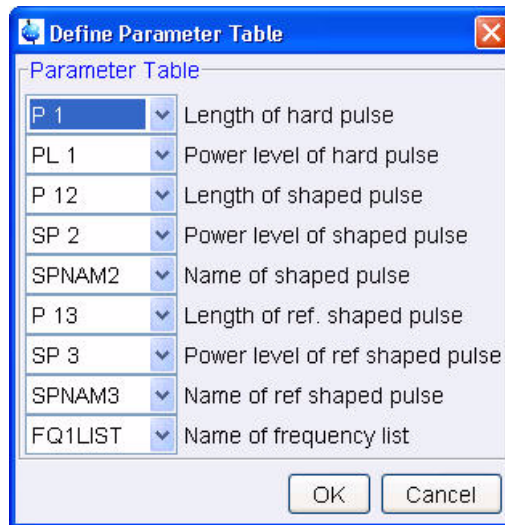 Define Parameter Table
Parameter Table
P 1 Length of hard pulse
PL 1 Power level of hard pulse
P 12 Length of shaped pulse
SP 2 Power level of shaped pulse
SPNAM2 Name of shaped pulse
P 13 Length of ref. shaped pulse
SP 3 Power level of ref shaped pulse
SPNAM3 Name of ref shaped pulse
FQ1LIST Name of frequency list
OK Cancel